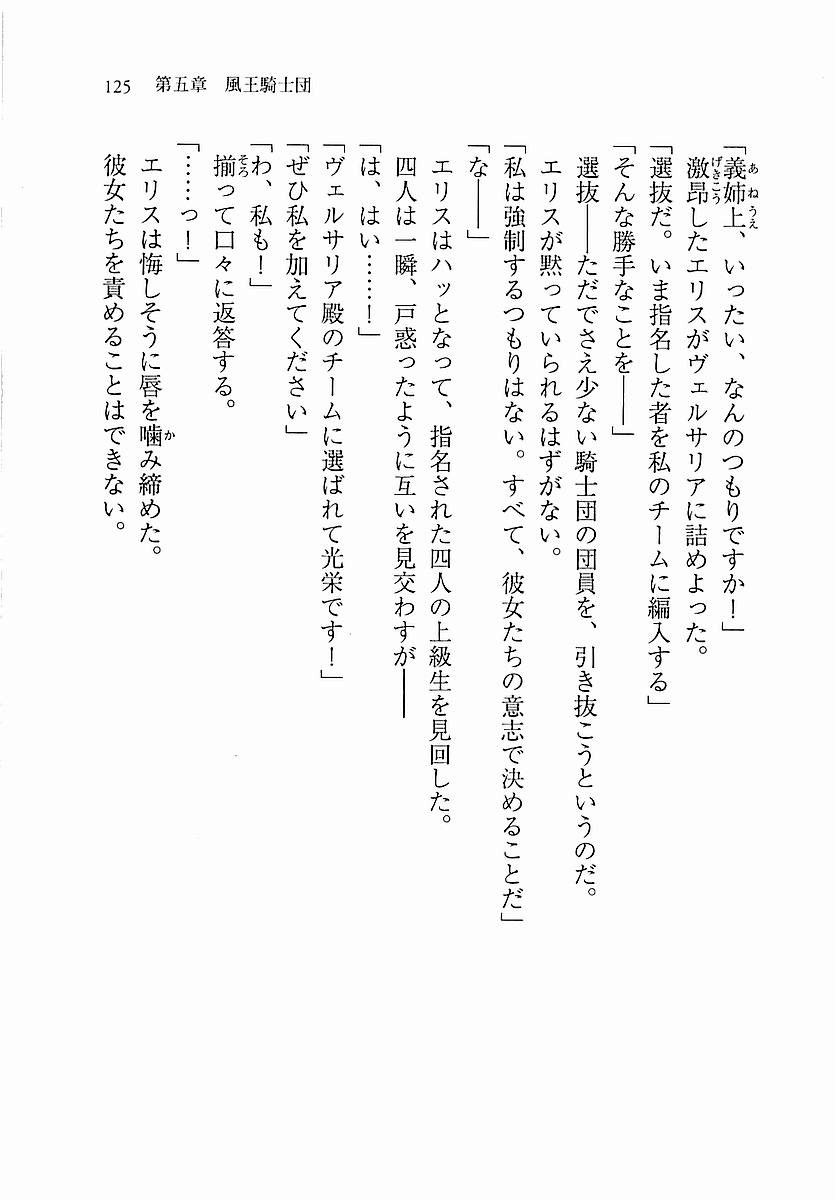 125 第五章 風王騎士団
「義姉上、いったい、なんのつもりですか！」
激昂したエリスがヴェルサリアに詰めよった。
「選抜だ。いま指名した者を私のチームに編入する」
「そんな勝手なことを――」
選抜――ただでさえ少ない騎士団の団員を、引き抜こうというのだ。
エリスが黙っていられるはずがない。
「私は強制するつもりはない。すべて、彼女たちの意志で決めることだ」
「な――」
エリスはハッとなって、指名された四人の上級生を見回した。
四人は一瞬、戸惑ったように互いを見交わすが――
「は、はい……！」
「ヴェルサリア殿のチームに選ばれて光栄です！」
「ぜひ私を加えてください」
「わ、私も！」
揃って口々に返答する。
「……っ！」
エリスは悔しそうに唇を噛み締めた。
彼女たちを責めることはできない。